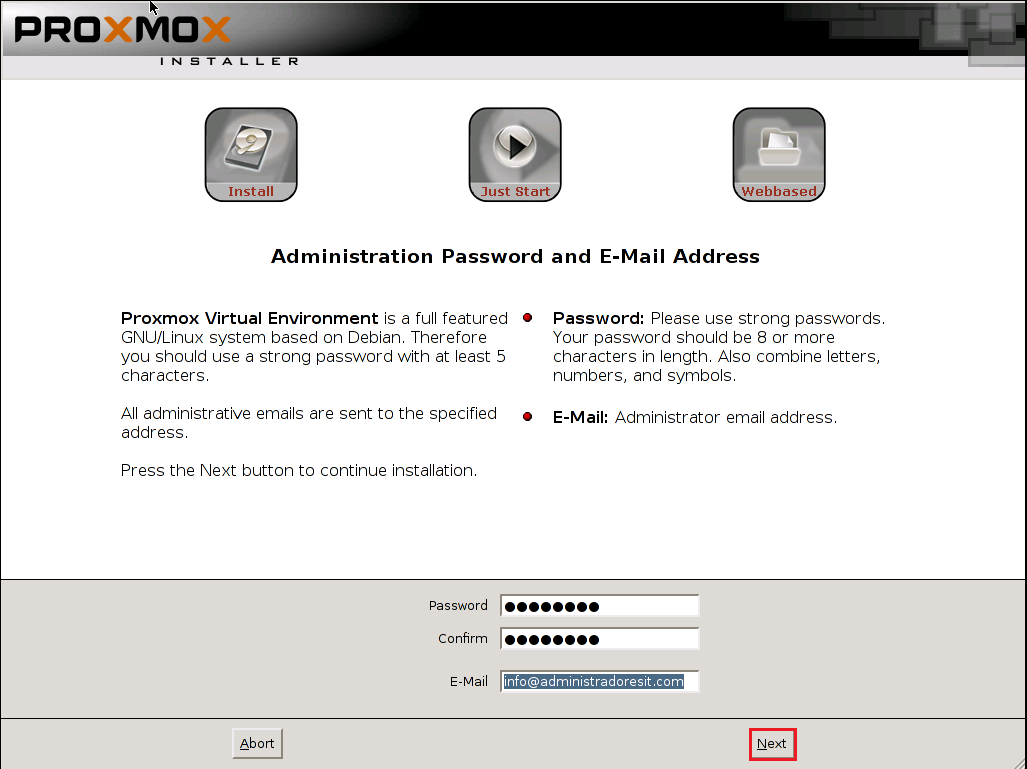 PROXMOX
INSTALLER
Install
Just Start
Webbased
Administration Password and E-Mail Address
Proxmox Virtual Environment is a full featured
GNU/Linux system based on Debian. Therefore
you should use a strong password with at least 5
characters.
All administrative emails are sent to the specified
address.
Press the Next button to continue installation.
Password: Please use strong passwords.
Your password should be 8 or more
characters in length. Also combine letters,
numbers, and symbols.
E-Mail: Administrator email address.
Password ●●●●●●●●
Confirm ●●●●●●●●
E-Mail info@administradoresit.com
Abort
Next